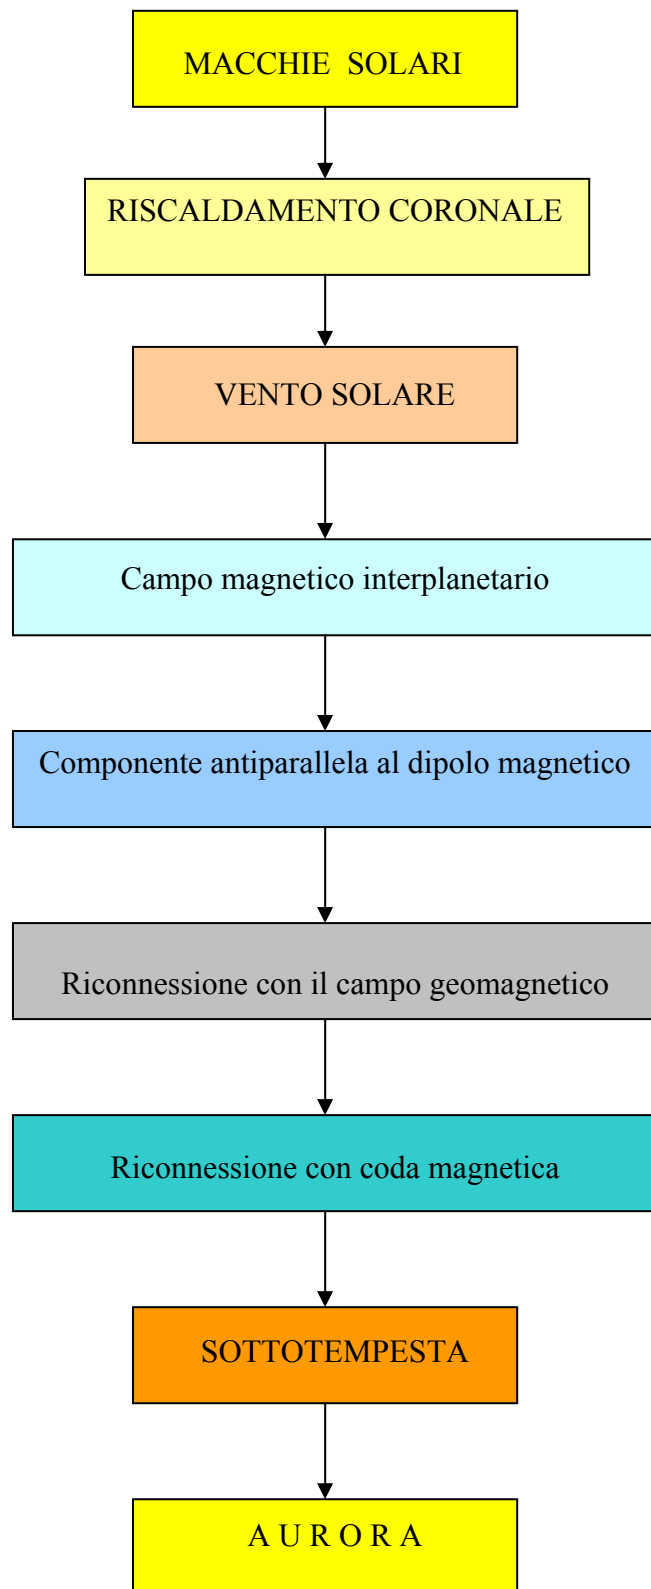 MACCHIE SOLARI
RISCALDAMENTO CORONALE
VENTO SOLARE
Campo magnetico interplanetario
Componente antiparallela al dipolo magnetico
Riconnessione con il campo geomagnetico
Riconnessione con coda magnetica
SOTTOTEMPESTA
A U R O R A